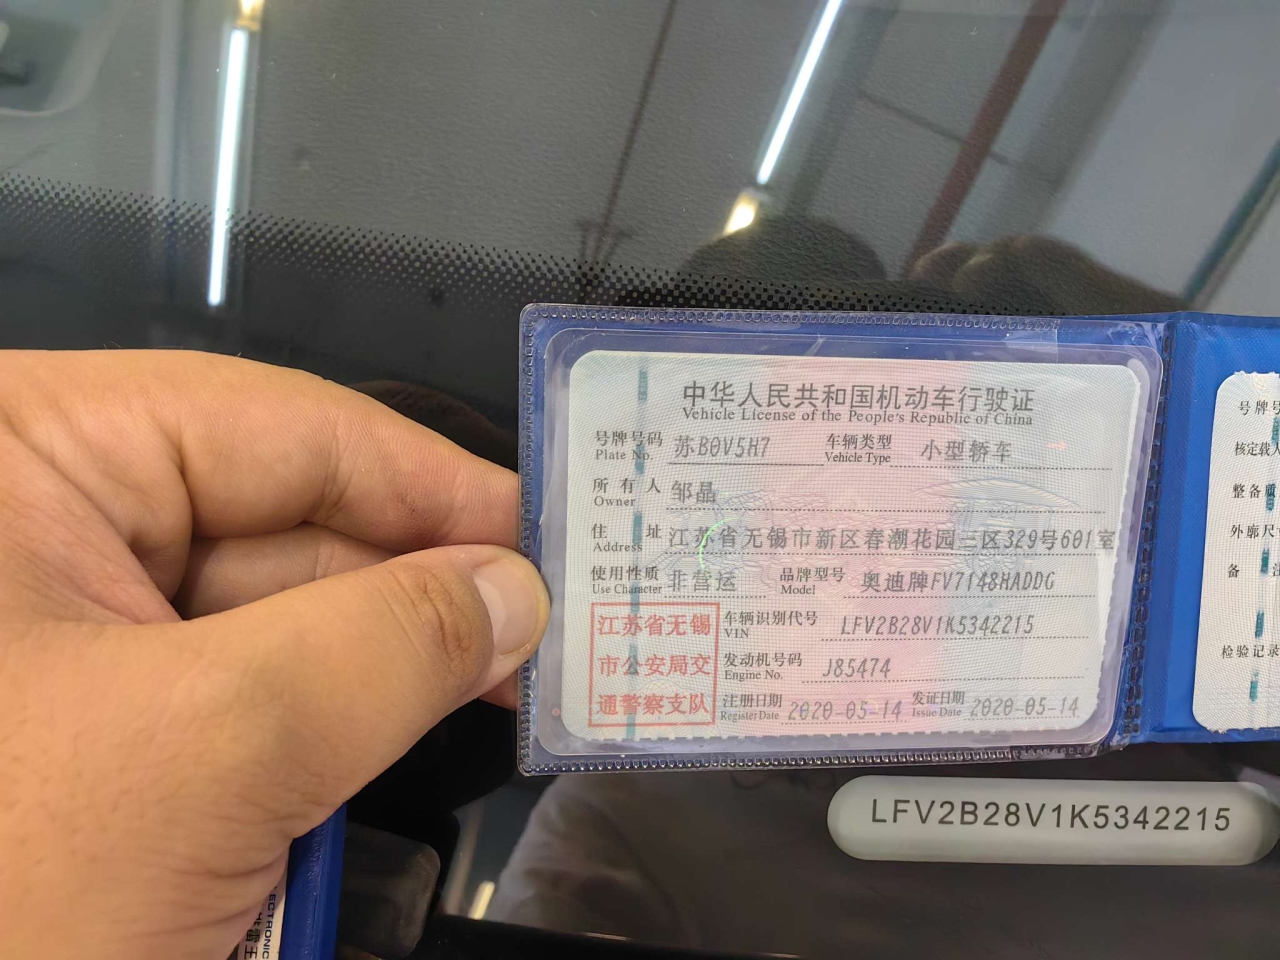 中华人民共和国机动车行驶证
Vehicle License of the People's Republic of China
号牌号码 苏B0V5H7 车辆类型 小型轿车
Plate No. Vehicle Type
所有人 邹晶
Owner
住址 江苏省无锡市新区春潮花园三区329号601室
Address
使用性质 非营运 品牌型号 奥迪牌FV7148HADDG
Use Character Model
江苏省无锡
市公安局交
通警察支队
车辆识别代号 LFV2B28V1K5342215
VIN
发动机号码 J85474
Engine No.
注册日期 2020-05-14 发证日期 2020-05-14
Register Date Issue Date
号牌号
核定载人
整备质
外廓尺寸
备
检验记录
LFV2B28V1K5342215
ECTRONIC